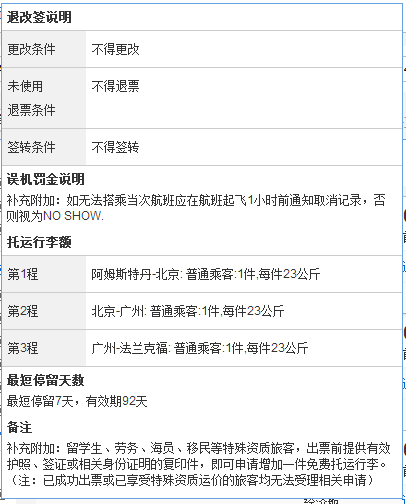 退改签说明
更改条件 不得更改
未使用 不得退票
退票条件
签转条件 不得签转
误机罚金说明
补充附加：如无法搭乘当次航班应在航班起飞1小时前通知取消记录，否
则视为NO SHOW.
托运行李额
第1程 阿姆斯特丹-北京: 普通乘客:1件,每件23公斤
第2程 北京-广州: 普通乘客:1件,每件23公斤
第3程 广州-法兰克福: 普通乘客:1件,每件23公斤
最短停留天数
最短停留7天，有效期92天
备注
补充附加：留学生、劳务、海员、移民等特殊资质旅客，出票前提供有效
护照、签证或相关身份证明的复印件，即可申请增加一件免费托运行李。
（注：已成功出票或已享受特殊资质运价的旅客均无法受理相关申请）